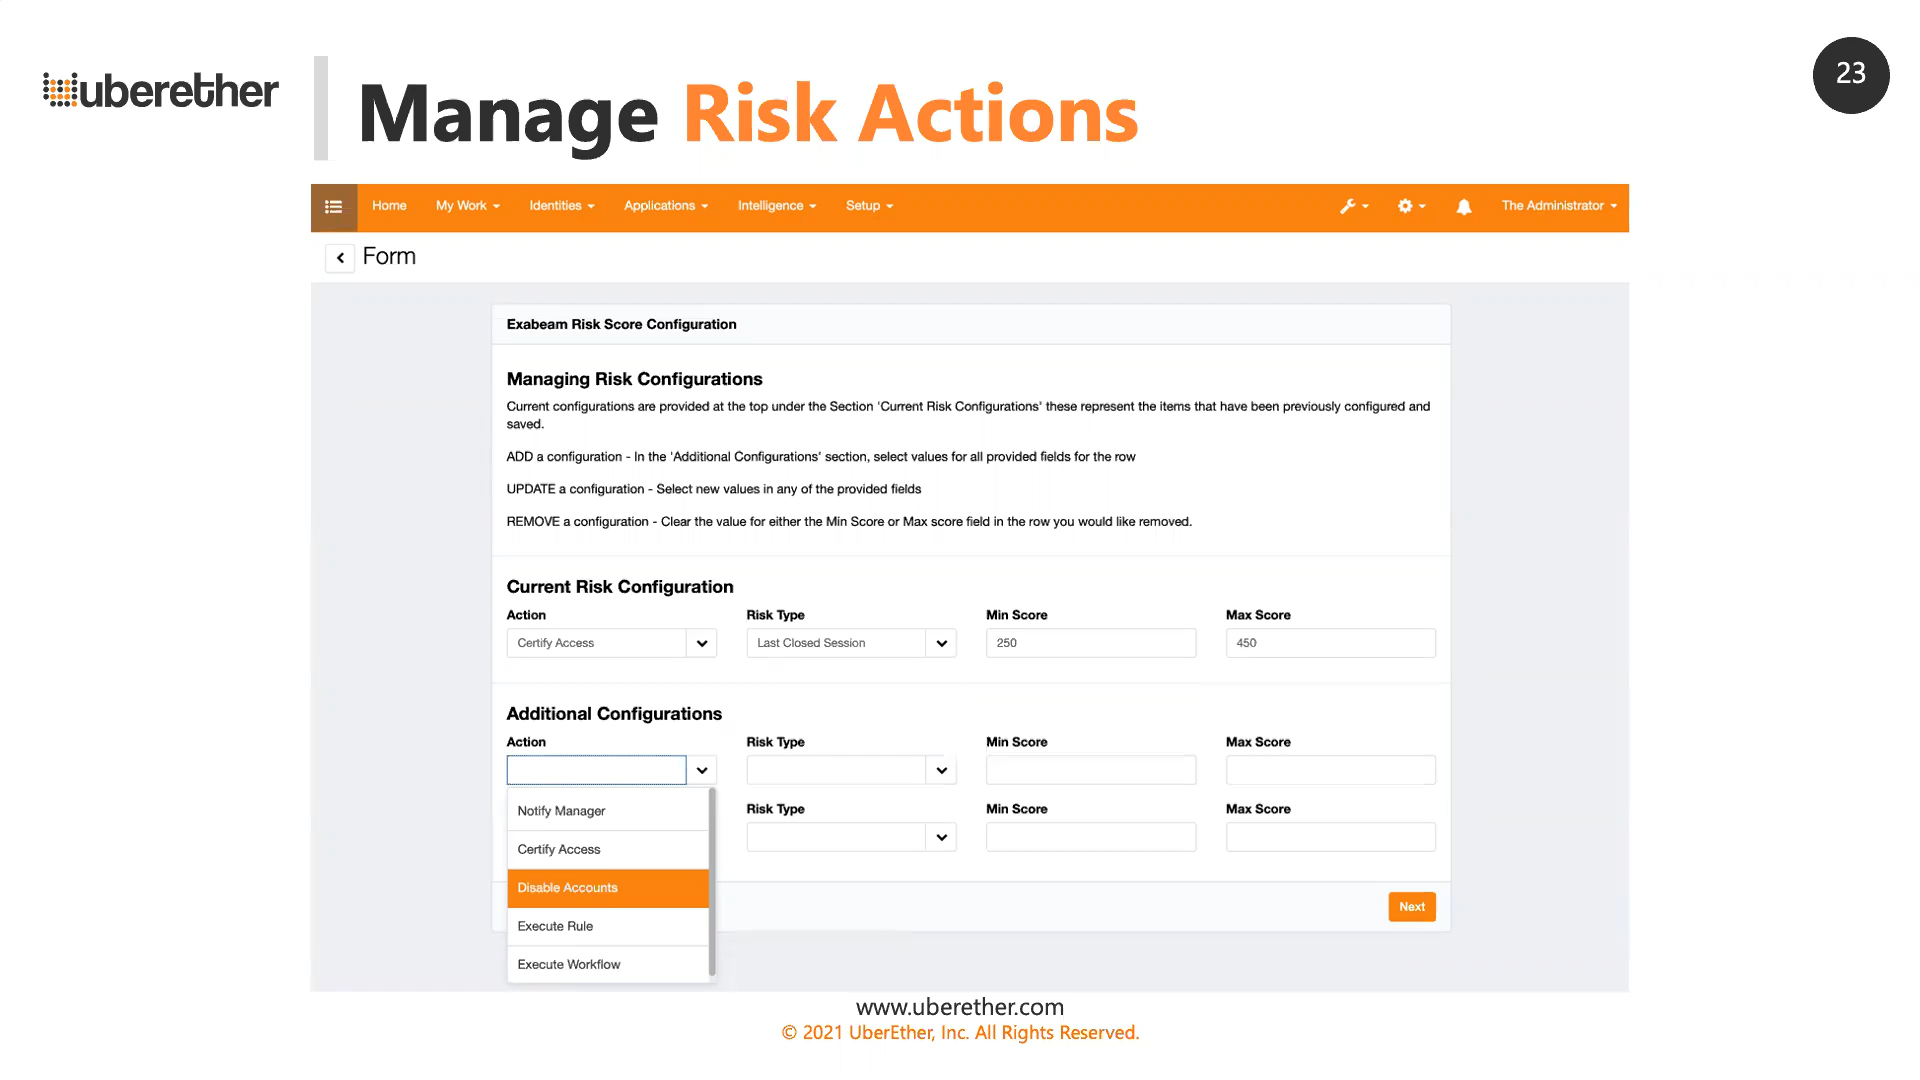 uberether
Manage Risk Actions
23
Home My Work Identities Applications Intelligence Setup The Administrator
Form
Exabeam Risk Score Configuration
Managing Risk Configurations
Current configurations are provided at the top under the Section 'Current Risk Configurations' these represent the items that have been previously configured and
saved.
ADD a configuration - In the 'Additional Configurations' section, select values for all provided fields for the row
UPDATE a configuration - Select new values in any of the provided fields
REMOVE a configuration - Clear the value for either the Min Score or Max score field in the row you would like removed.
Current Risk Configuration
Action Risk Type Min Score Max Score
Certify Access Last Closed Session 250 450
Additional Configurations
Action Risk Type Min Score Max Score
Notify Manager
Risk Type Min Score Max Score
Certify Access
Disable Accounts
Execute Rule
Execute Workflow
Next
www.uberether.com
© 2021 UberEther, Inc. All Rights Reserved.